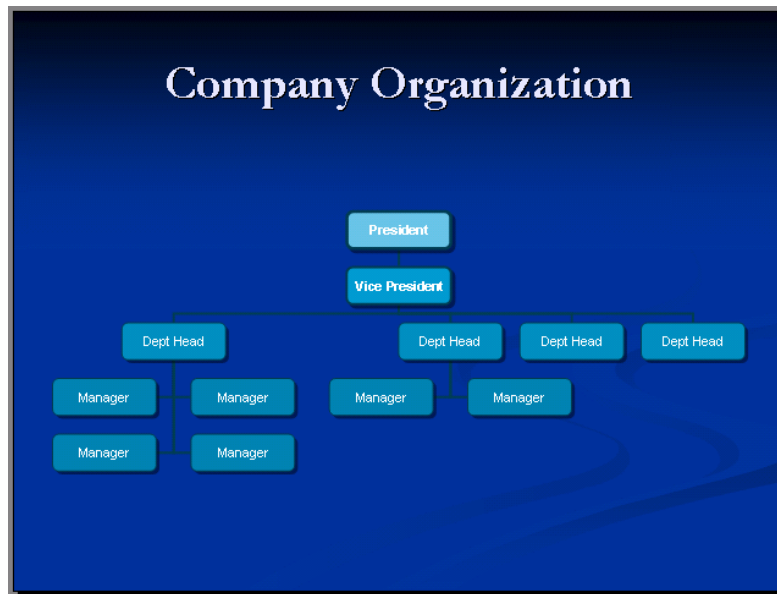 Company Organization
President
Vice President
Dept Head Dept Head Dept Head Dept Head
Manager Manager Manager Manager
Manager Manager